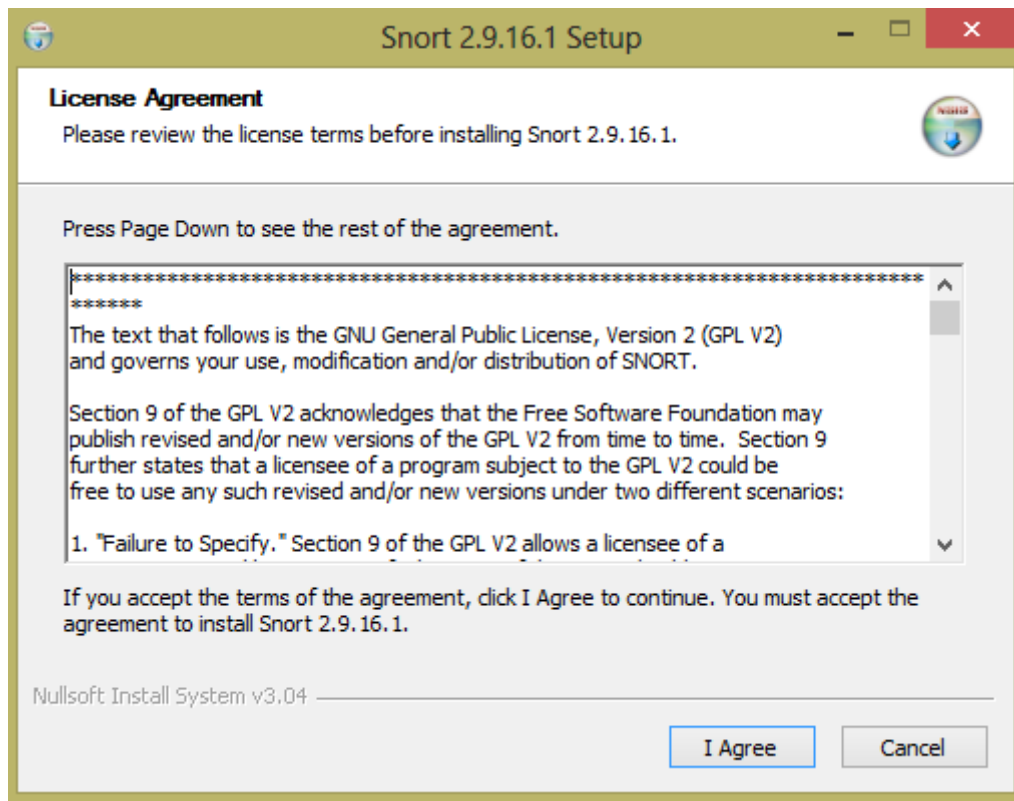 Snort 2.9.16.1 Setup
License Agreement
Please review the license terms before installing Snort 2.9.16.1.
Press Page Down to see the rest of the agreement.
***********************************************************************
******
The text that follows is the GNU General Public License, Version 2 (GPL V2)
and governs your use, modification and/or distribution of SNORT.
Section 9 of the GPL V2 acknowledges that the Free Software Foundation may
publish revised and/or new versions of the GPL V2 from time to time.  Section 9
further states that a licensee of a program subject to the GPL V2 could be
free to use any such revised and/or new versions under two different scenarios:
1. "Failure to Specify." Section 9 of the GPL V2 allows a licensee of a
If you accept the terms of the agreement, click I Agree to continue. You must accept the
agreement to install Snort 2.9.16.1.
Nullsoft Install System v3.04
I Agree
Cancel